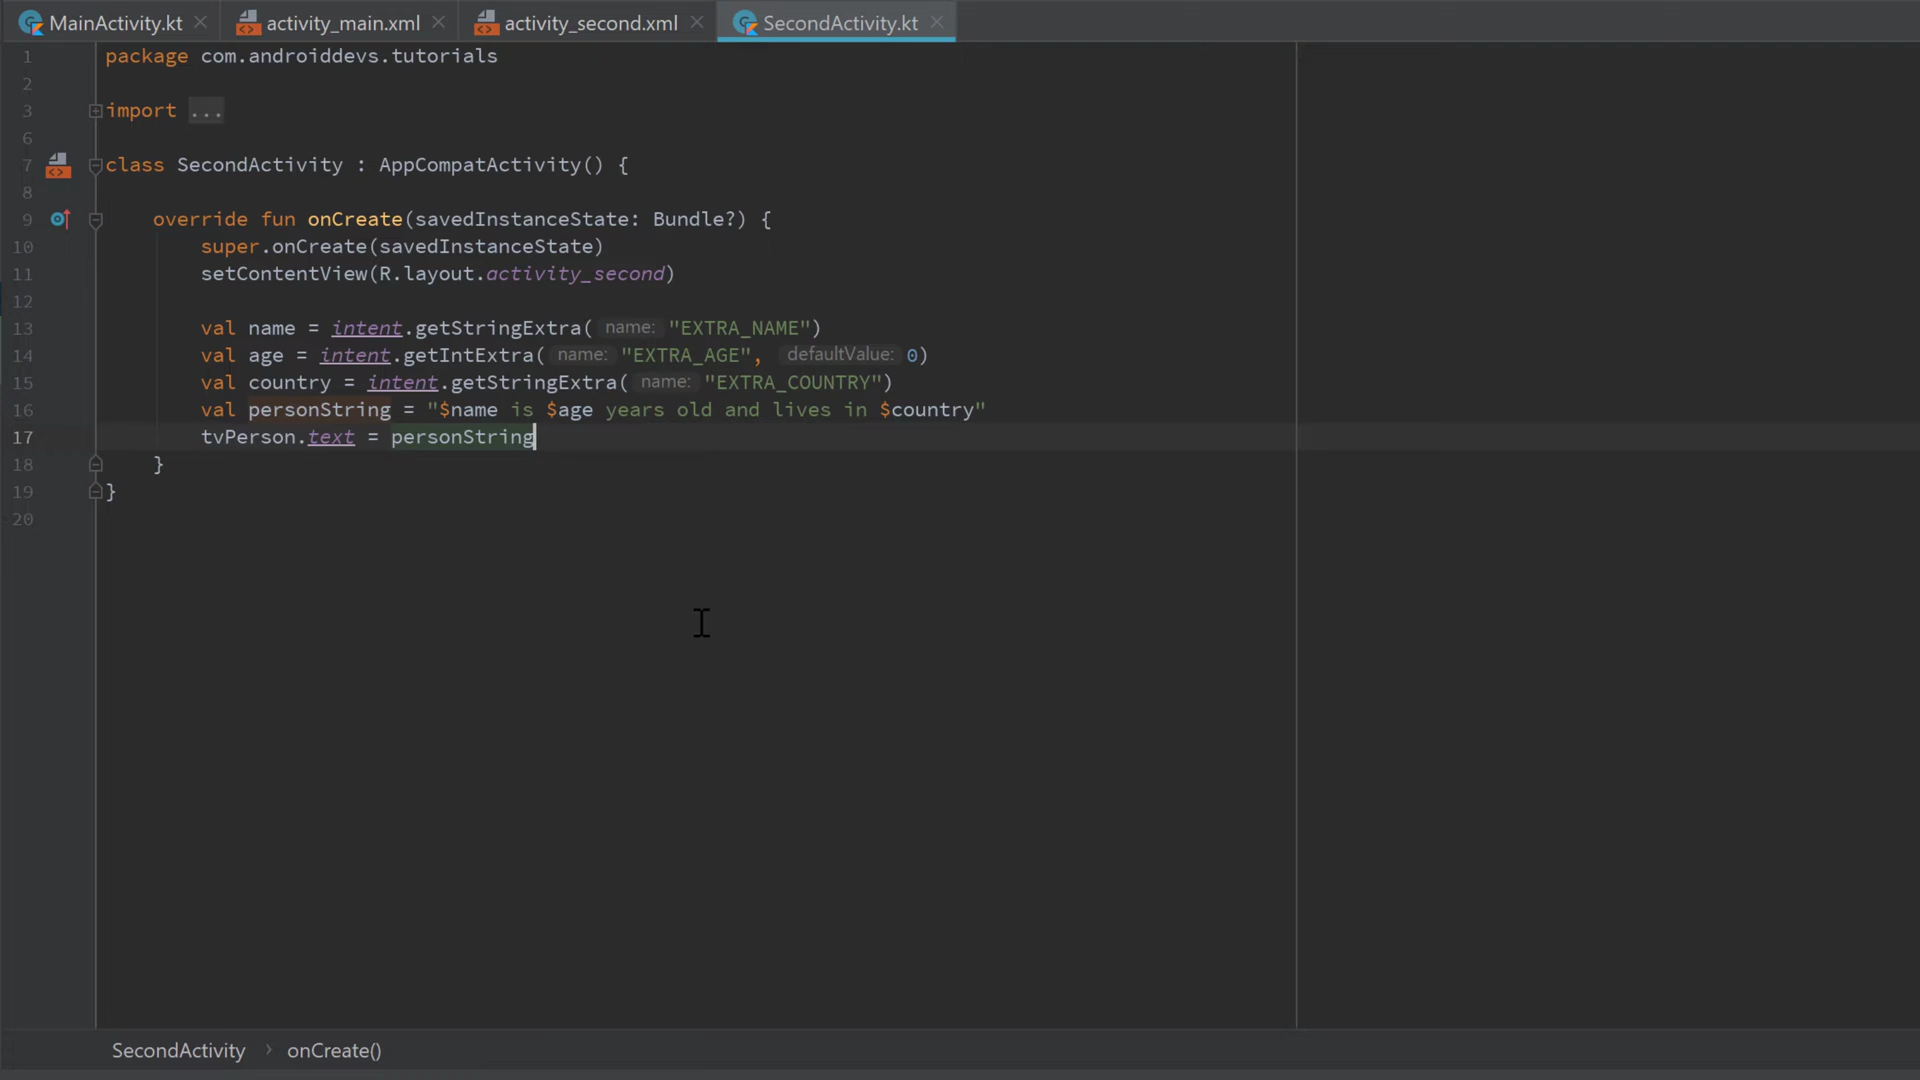 MainActivity.kt activity_main.xml activity_second.xml SecondActivity.kt
1 package com.androiddevs.tutorials
2
3 import ...
6
7 class SecondActivity : AppCompatActivity() {
8
9 override fun onCreate(savedInstanceState: Bundle?) {
10 super.onCreate(savedInstanceState)
11 setContentView(R.layout.activity_second)
12
13 val name = intent.getStringExtra( name: "EXTRA_NAME")
14 val age = intent.getIntExtra( name: "EXTRA_AGE", defaultValue: 0)
15 val country = intent.getStringExtra( name: "EXTRA_COUNTRY")
16 val personString = "$name is $age years old and lives in $country"
17 tvPerson.text = personString
18 }
19 }
20
SecondActivity › onCreate()